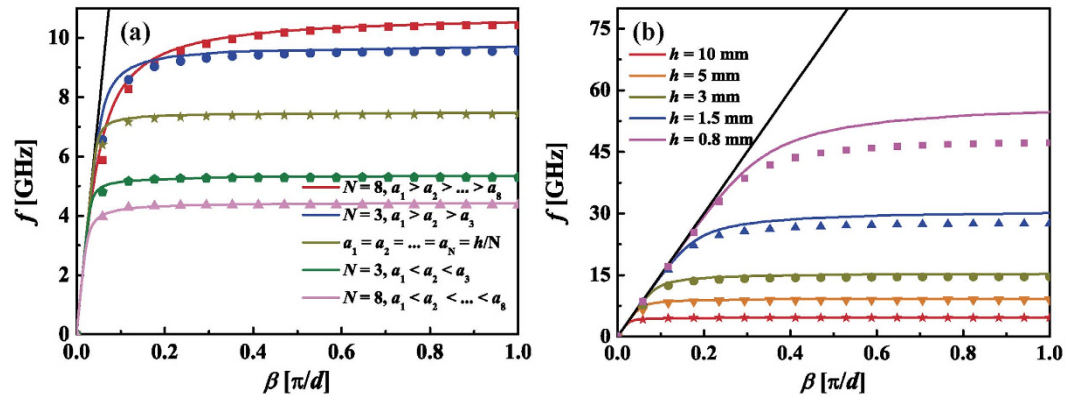 (a)
f [GHz]
10
8
6
4
2
0
N = 8, a₁ > a₂ > ... > a₈
N = 3, a₁ > a₂ > a₃
a₁ = a₂ = ... = a_N = h/N
N = 3, a₁ < a₂ < a₃
N = 8, a₁ < a₂ < ... < a₈
0.0 0.2 0.4 0.6 0.8 1.0
β [π/d]
(b)
f [GHz]
75
60
45
30
15
0
h = 10 mm
h = 5 mm
h = 3 mm
h = 1.5 mm
h = 0.8 mm
0.0 0.2 0.4 0.6 0.8 1.0
β [π/d]